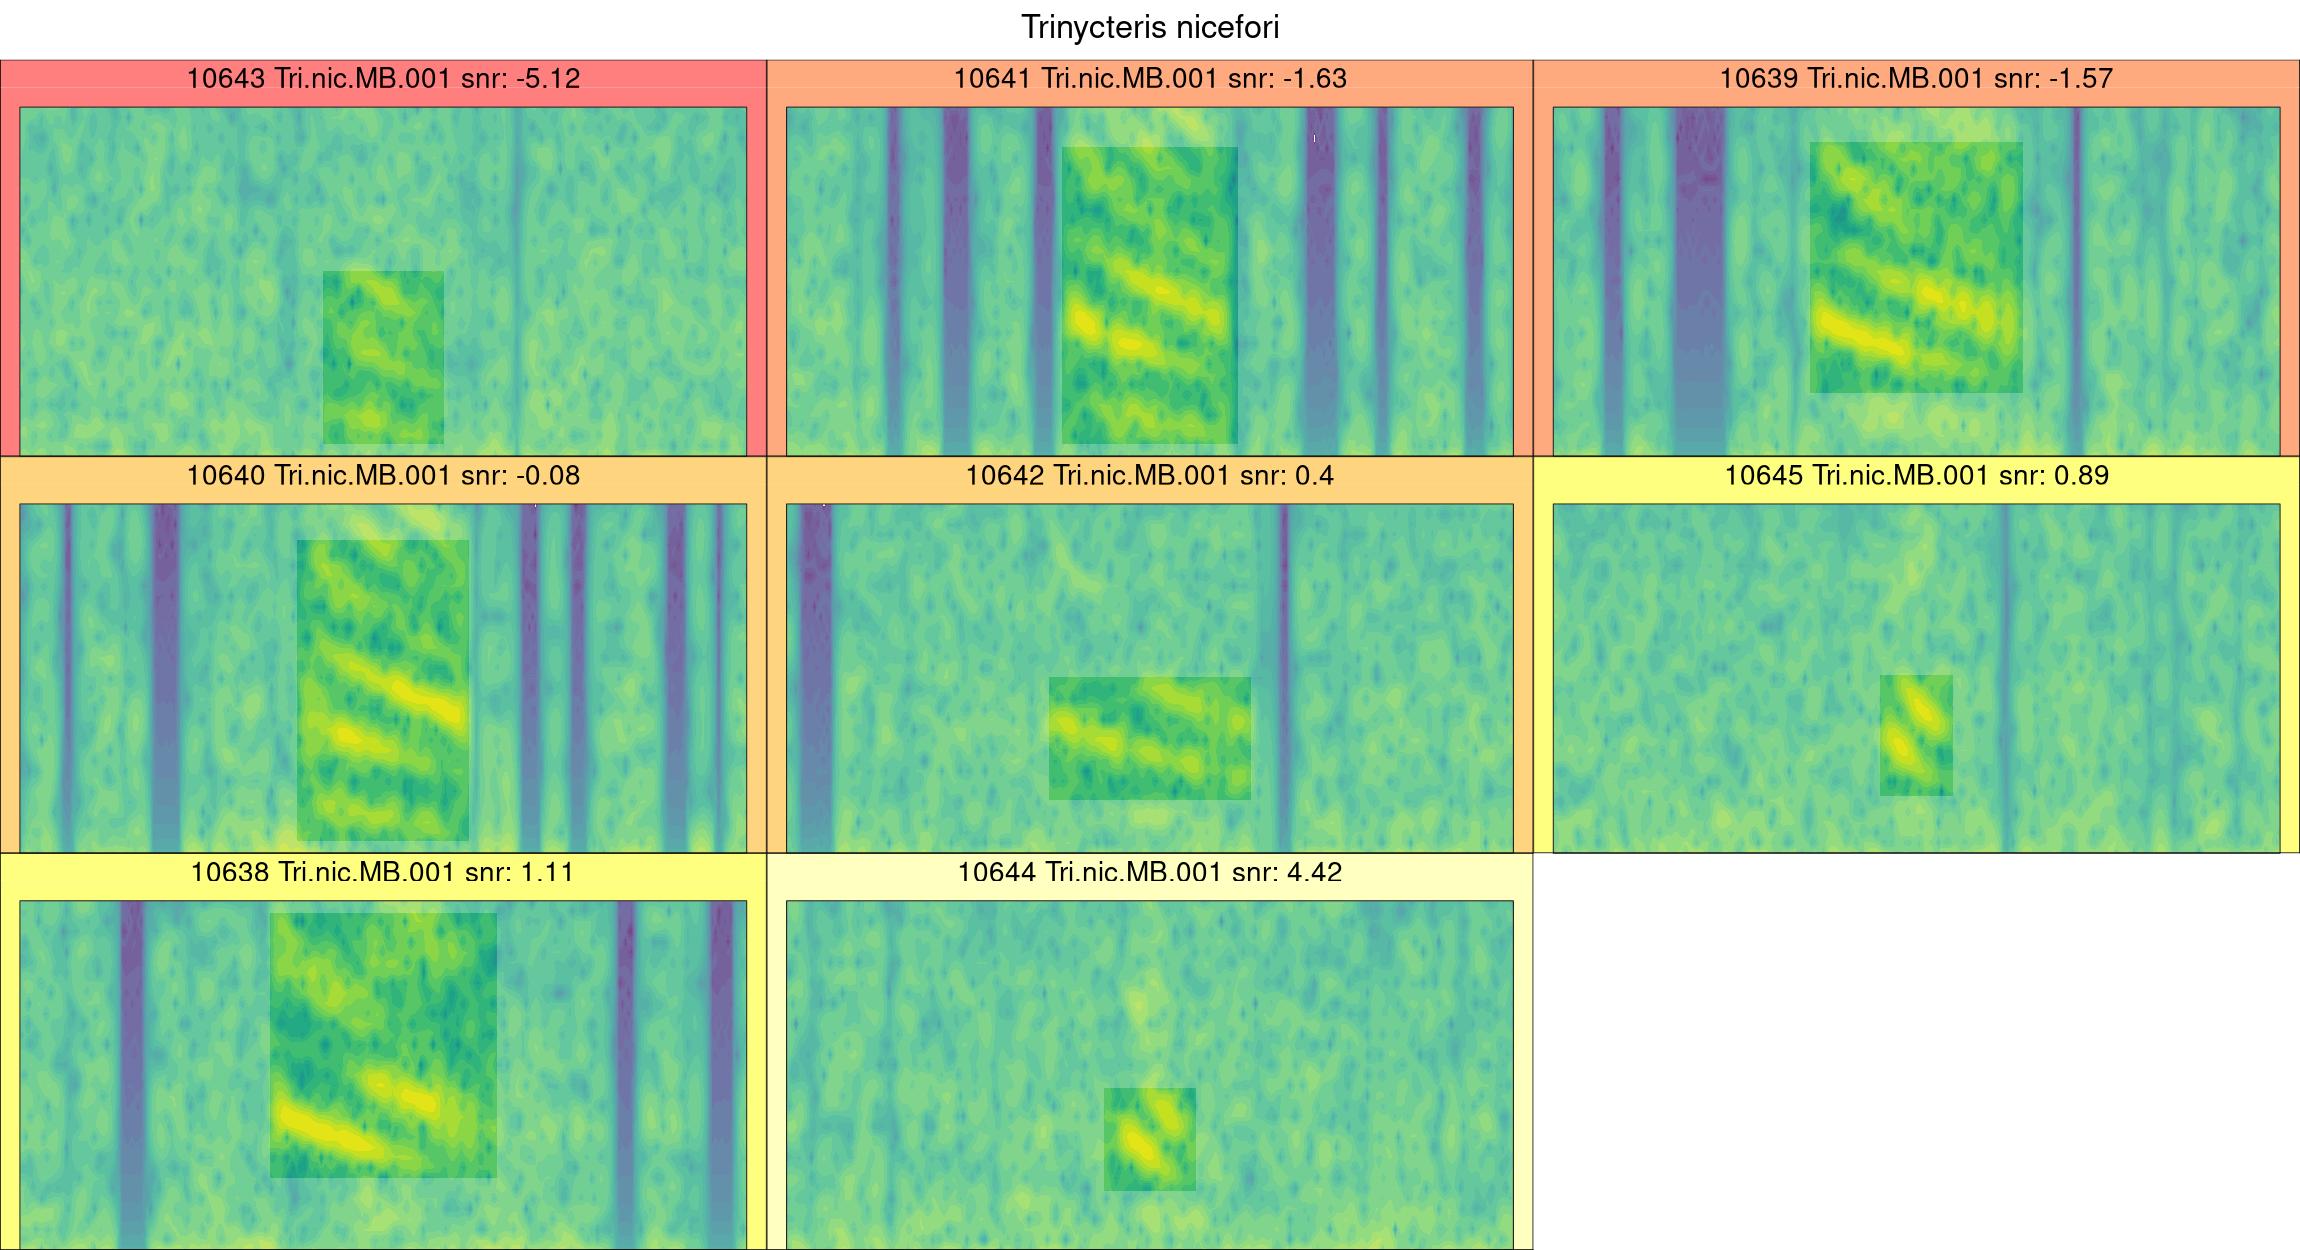 Trinycteris nicefori
10643 Tri.nic.MB.001 snr: -5.12
10641 Tri.nic.MB.001 snr: -1.63
10639 Tri.nic.MB.001 snr: -1.57
10640 Tri.nic.MB.001 snr: -0.08
10642 Tri.nic.MB.001 snr: 0.4
10645 Tri.nic.MB.001 snr: 0.89
10638 Tri.nic.MB.001 snr: 1.11
10644 Tri.nic.MB.001 snr: 4.42